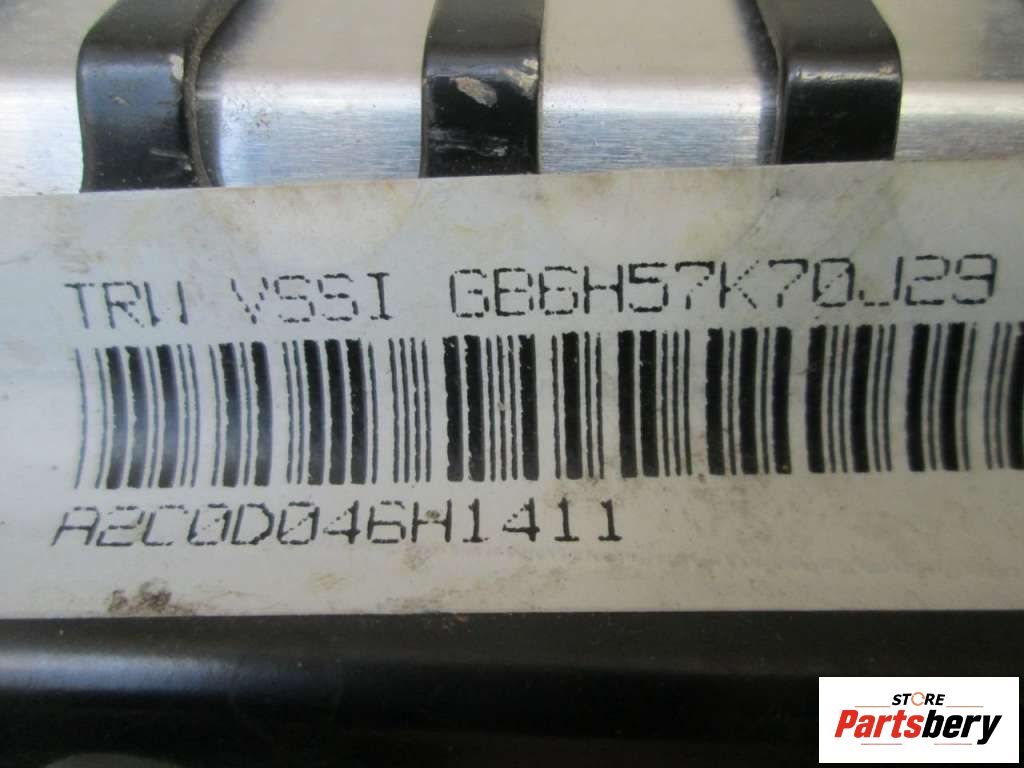 TRW VSSI GB6H57K70J29
A2C0D046H1411
STORE
Partsbery